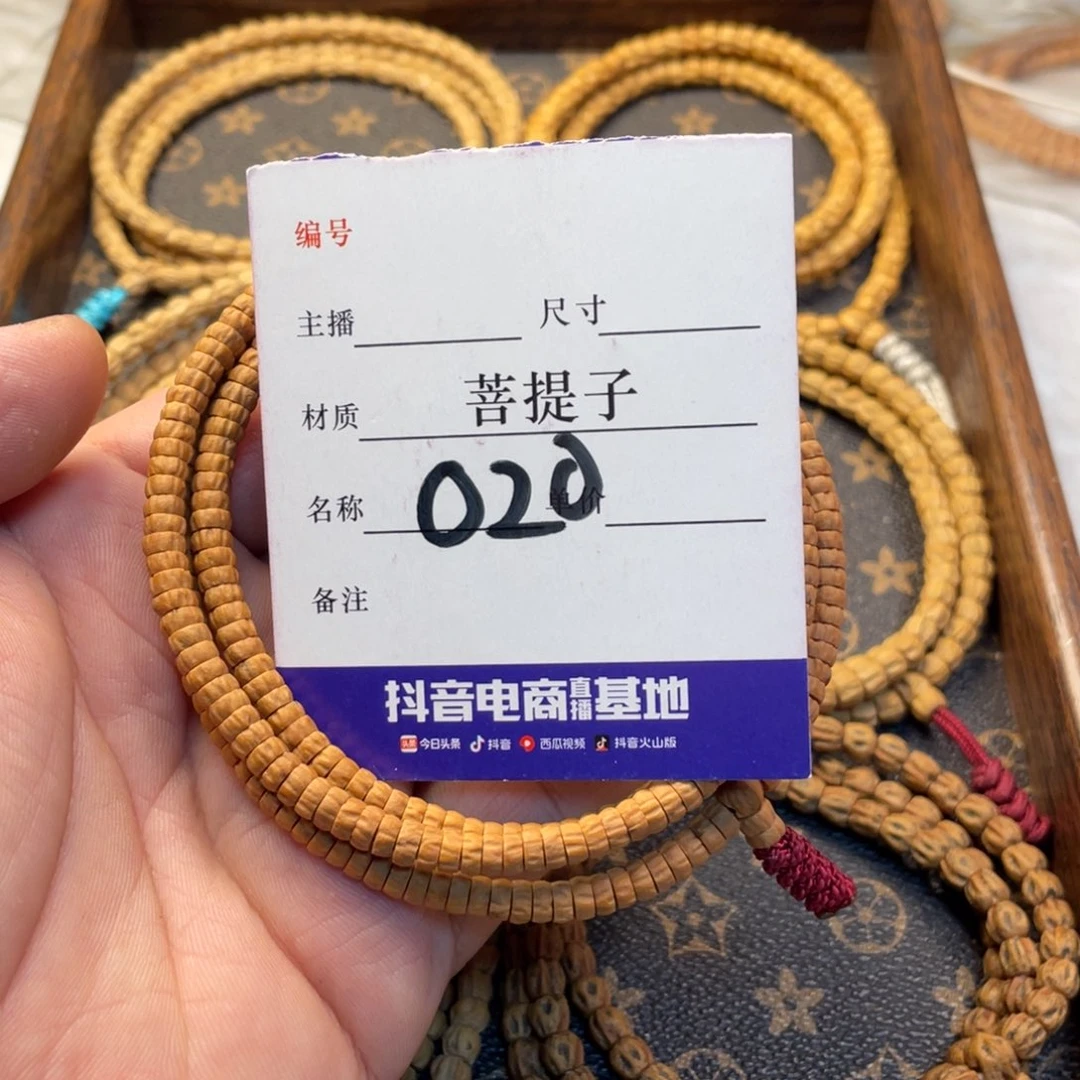 编号
主播 尺寸
材质 菩提子
名称 020 单价
备注
抖音电商直播基地
头条 今日头条 抖音 西瓜视频 抖音火山版